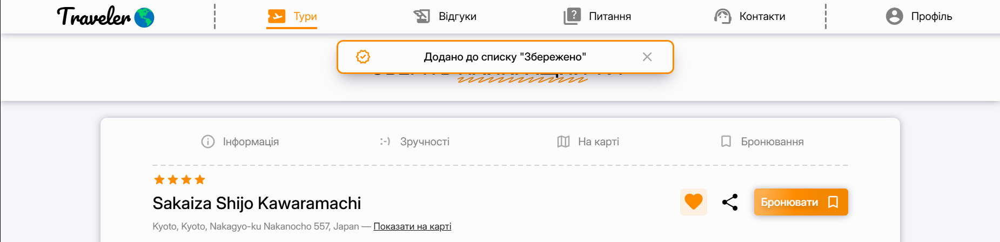 Traveler
Тури
Відгуки
Питання
Контакти
Профіль
Додано до списку "Збережено"
Інформація
:-) Зручності
На карті
Бронювання
Sakaiza Shijo Kawaramachi
Бронювати
Kyoto, Kyoto, Nakagyo-ku Nakanocho 557, Japan — Показати на карті